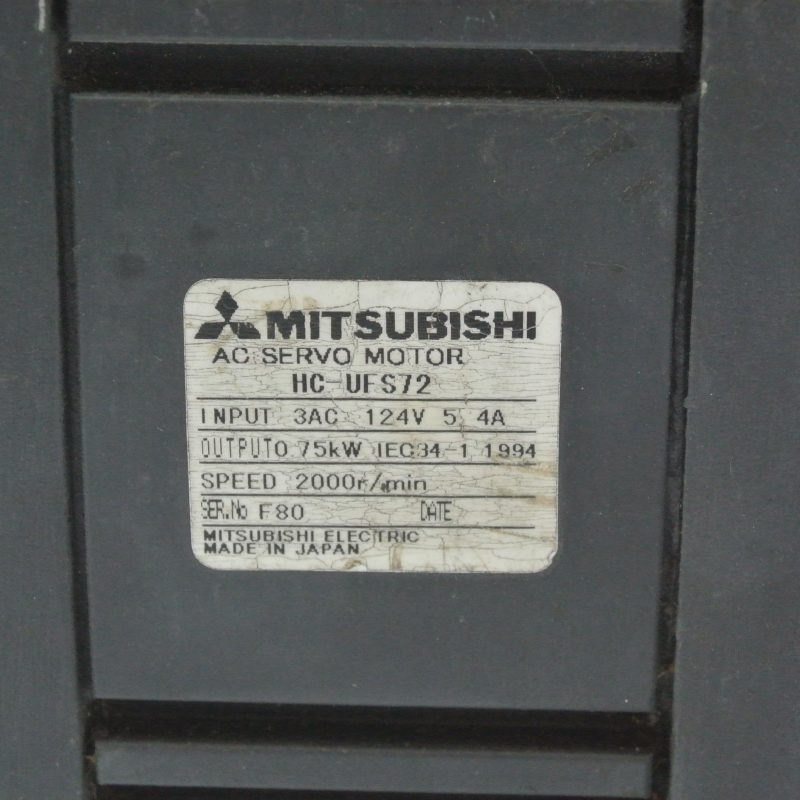 MITSUBISHI
AC SERVO MOTOR
HC-UFS72
INPUT 3AC 124V 5.4A
OUTPUT 0.75kW IEC34-1 1994
SPEED 2000r/min
SER.No F80 DATE
MITSUBISHI ELECTRIC
MADE IN JAPAN